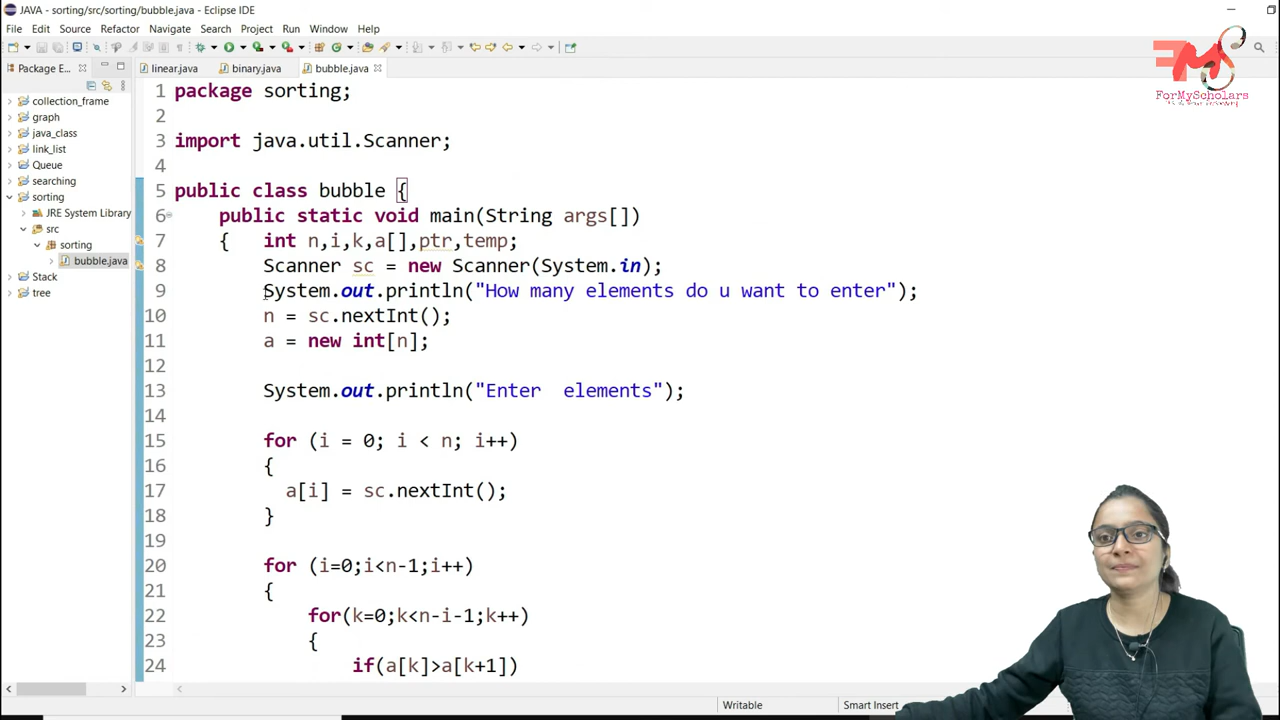 JAVA - sorting/src/sorting/bubble.java - Eclipse IDE
File Edit Source Refactor Navigate Search Project Run Window Help
FMS
ForMyScholars
Package E...
linear.java
binary.java
bubble.java
collection_frame
graph
java_class
link_list
Queue
searching
sorting
JRE System Library
src
sorting
bubble.java
Stack
tree
1 package sorting;
2
3 import java.util.Scanner;
4
5 public class bubble {
6 public static void main(String args[])
7 { int n,i,k,a[],ptr,temp;
8 Scanner sc = new Scanner(System.in);
9 System.out.println("How many elements do u want to enter");
10 n = sc.nextInt();
11 a = new int[n];
12
13 System.out.println("Enter  elements");
14
15 for (i = 0; i < n; i++)
16 {
17 a[i] = sc.nextInt();
18 }
19
20 for (i=0;i<n-1;i++)
21 {
22 for(k=0;k<n-i-1;k++)
23 {
24 if(a[k]>a[k+1])
Writable
Smart Insert